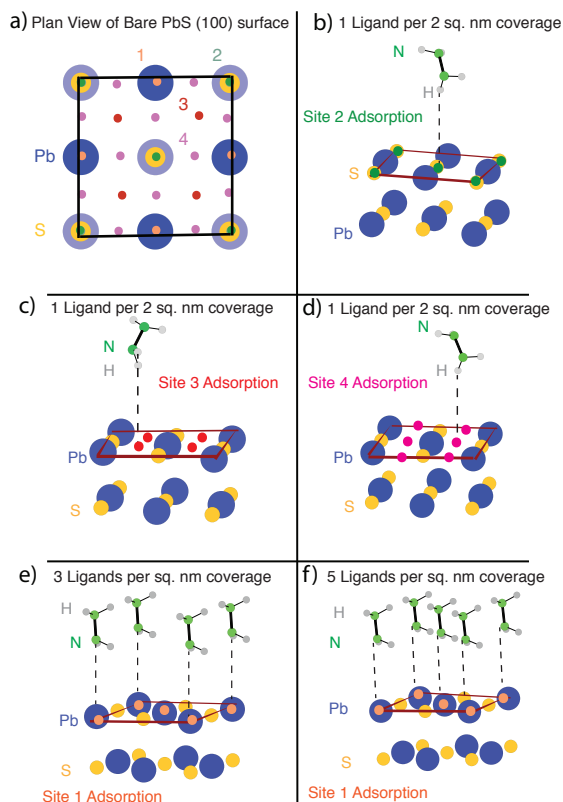 a) Plan View of Bare PbS (100) surface
1
2
3
4
Pb
S
b) 1 Ligand per 2 sq. nm coverage
N
H
Site 2 Adsorption
S
Pb
c) 1 Ligand per 2 sq. nm coverage
N
H
Site 3 Adsorption
Pb
S
d) 1 Ligand per 2 sq. nm coverage
N
H
Site 4 Adsorption
Pb
S
e) 3 Ligands per sq. nm coverage
H
N
Pb
S
Site 1 Adsorption
f) 5 Ligands per sq. nm coverage
H
N
Pb
S
Site 1 Adsorption